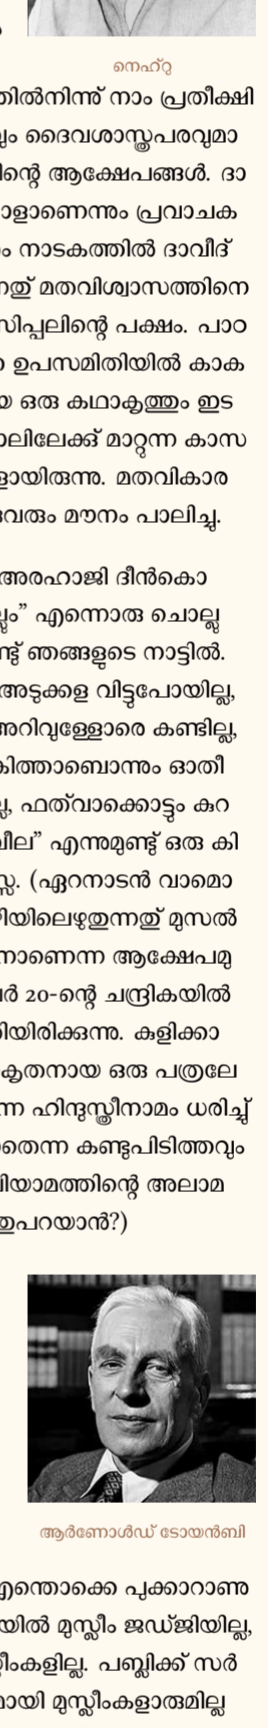 നെഹ്റു
തിൽനിന്ന് നാം പ്രതീക്ഷി
ും ദൈവശാസ്ത്രപരവുമാ
ിന്റെ ആക്ഷേപങ്ങൾ. ദാ
ാളാണെന്നും പ്രവാചക
ം നാടകത്തിൽ ദാവീദ്
നതു് മതവിശ്വാസത്തിനെ
സിപ്പലിന്റെ പക്ഷം. പാഠ
ഉപസമിതിയിൽ കാക
യ ഒരു കഥാകൃത്തും ഇട
ാലിലേക്കു് മാറ്റുന്ന കാസ
ളായിരുന്നു. മതവികാര
ുവരും മൗനം പാലിച്ചു.
അരഹാജി ദീൻകൊ
ല്ലം” എന്നൊരു ചൊല്ലു
ണ്ടു് ഞങ്ങളുടെ നാട്ടിൽ.
അടുക്കള വിട്ടുപോയില്ല,
അറിവുള്ളോരെ കണ്ടില്ല,
കിത്താബൊന്നും ഓതീ
ല്ല, ഫത്‌വാക്കൊട്ടും കുറ
വീല” എന്നുമുണ്ടു് ഒരു കി
സ്സ. (ഏറനാടൻ വാമൊ
ിയിലെഴുതുന്നതു് മുസൽ
നാണെന്ന ആക്ഷേപമു
ർ 20-ന്റെ ചന്ദ്രികയിൽ
ിയിരിക്കുന്നു. കുളിക്കാ
കൃതനായ ഒരു പത്രലേ
ന്ന ഹിന്ദുസ്ത്രീനാമം ധരിച്ചു്
ാതെന്ന കണ്ടുപിടിത്തവും
ിയാമത്തിന്റെ അലാമ
തുപറയാൻ?)
ആർണോൾഡ് ടോയൻബി
എന്തൊക്കെ പുക്കാറാണു
യിൽ മുസ്ലീം ജഡ്ജിയില്ല,
ലീംകളില്ല. പബ്ലിക്ക് സർ
ായി മുസ്ലീംകളാരുമില്ല